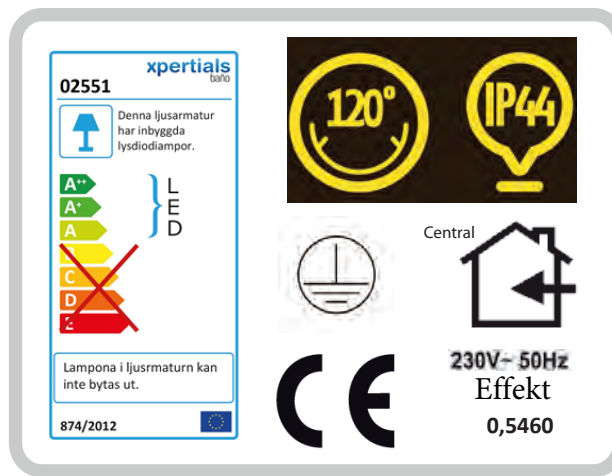 xpertials
baño
02551
Denna ljusarmatur
har inbyggda
lysdiodiampor.
A++
A+
A
C
D
L
E
D
Lampona i ljusrmaturn kan
inte bytas ut.
874/2012
120°
IP44
Central
CE
230V~ 50Hz
Effekt
0,5460